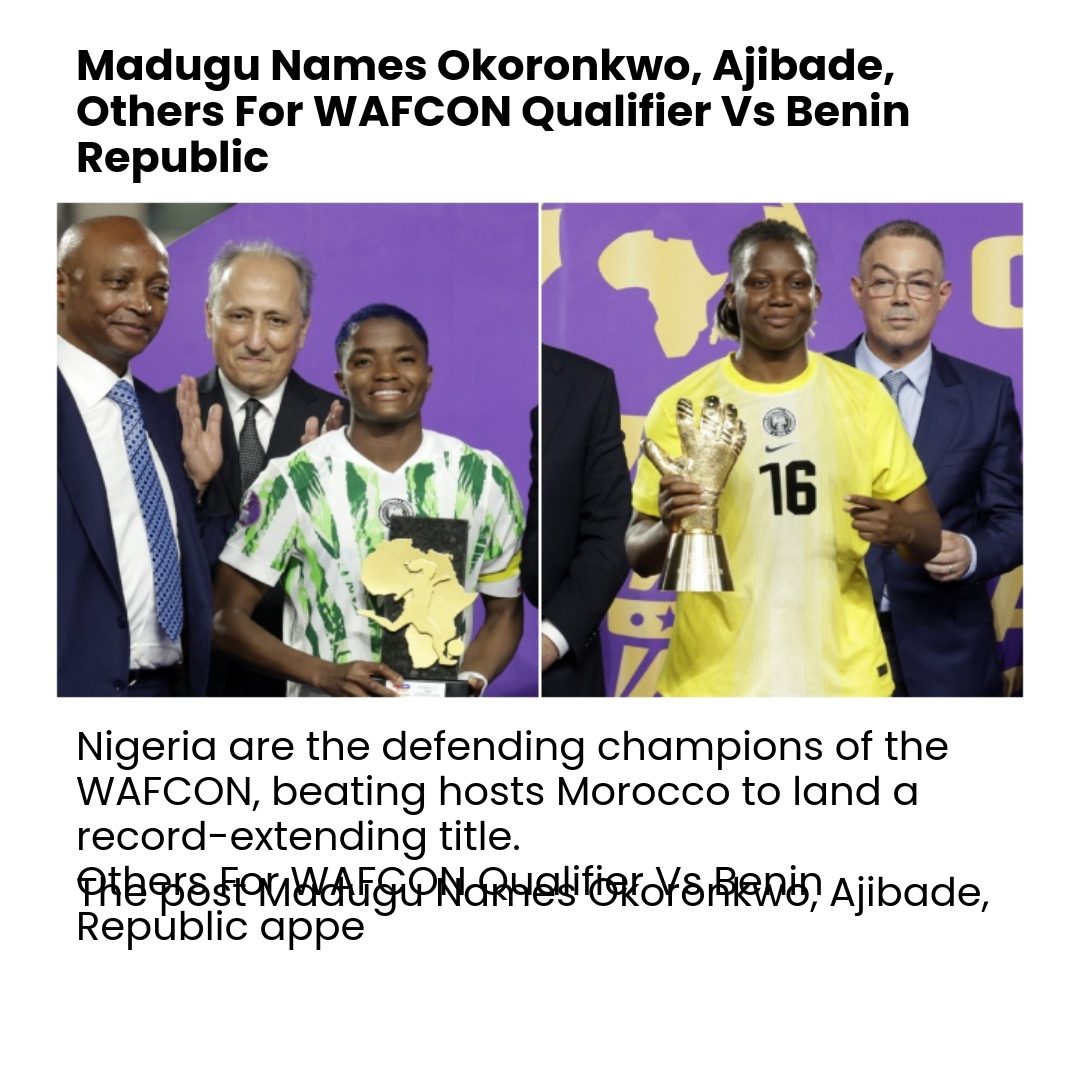 Madugu Names Okoronkwo, Ajibade,
Others For WAFCON Qualifier Vs Benin
Republic
16
Nigeria are the defending champions of the
WAFCON, beating hosts Morocco to land a
record-extending title.
The post Madugu Names Okoronkwo, Ajibade,
Others For WAFCON Qualifier Vs Benin
Republic appe